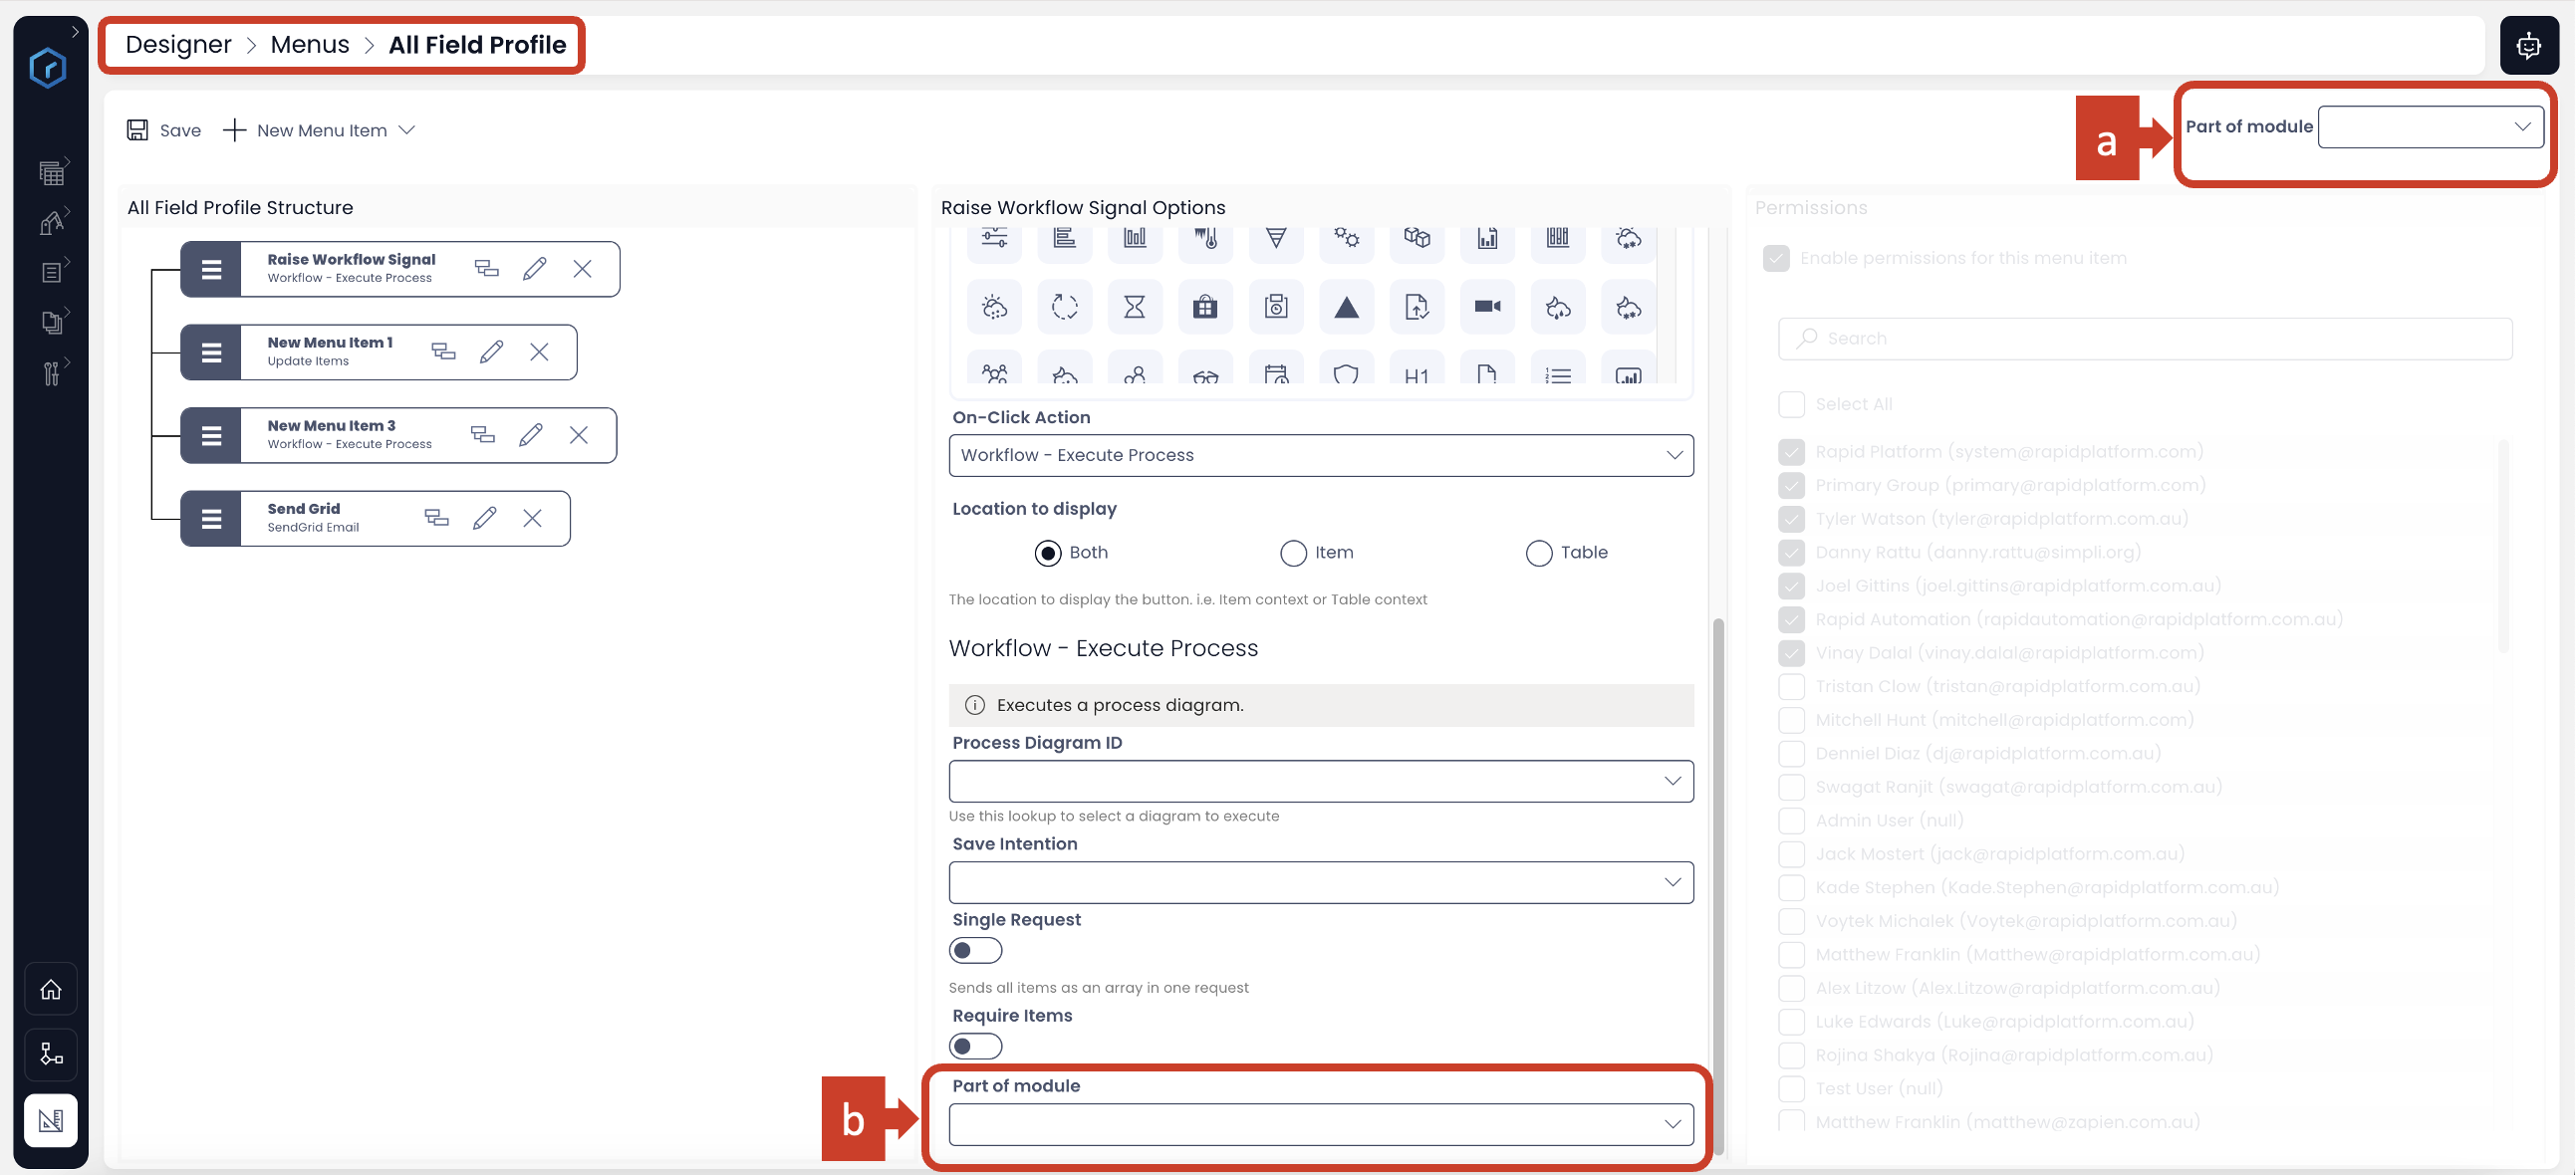 Designer > Menus > All Field Profile
a
Part of module
Save
New Menu Item
All Field Profile Structure
Raise Workflow Signal
Workflow - Execute Process
New Menu Item 1
Update Items
New Menu Item 3
Workflow - Execute Process
Send Grid
SendGrid Email
Raise Workflow Signal Options
H1
On-Click Action
Workflow - Execute Process
Location to display
Both
Item
Table
The location to display the button. i.e. Item context or Table context
Workflow - Execute Process
Executes a process diagram.
Process Diagram ID
Use this lookup to select a diagram to execute
Save Intention
Single Request
Sends all items as an array in one request
Require Items
b
Part of module
Permissions
Enable permissions for this menu item
Search
Select All
Rapid Platform (system@rapidplatform.com)
Primary Group (primary@rapidplatform.com)
Tyler Watson (tyler@rapidplatform.com.au)
Danny Rattu (danny.rattu@simpli.org)
Joel Gittins (joel.gittins@rapidplatform.com.au)
Rapid Automation (rapidautomation@rapidplatform.com.au)
Vinay Dalal (vinay.dalal@rapidplatform.com)
Tristan Clow (tristan@rapidplatform.com.au)
Mitchell Hunt (mitchell@rapidplatform.com)
Denniel Diaz (dj@rapidplatform.com.au)
Swagat Ranjit (swagat@rapidplatform.com.au)
Admin User (null)
Jack Mostert (jack@rapidplatform.com.au)
Kade Stephen (Kade.Stephen@rapidplatform.com.au)
Voytek Michalek (Voytek@rapidplatform.com.au)
Matthew Franklin (Matthew@rapidplatform.com.au)
Alex Litzow (Alex.Litzow@rapidplatform.com.au)
Luke Edwards (Luke@rapidplatform.com.au)
Rojina Shakya (Rojina@rapidplatform.com.au)
Test User (null)
Matthew Franklin (matthew@zapien.com.au)